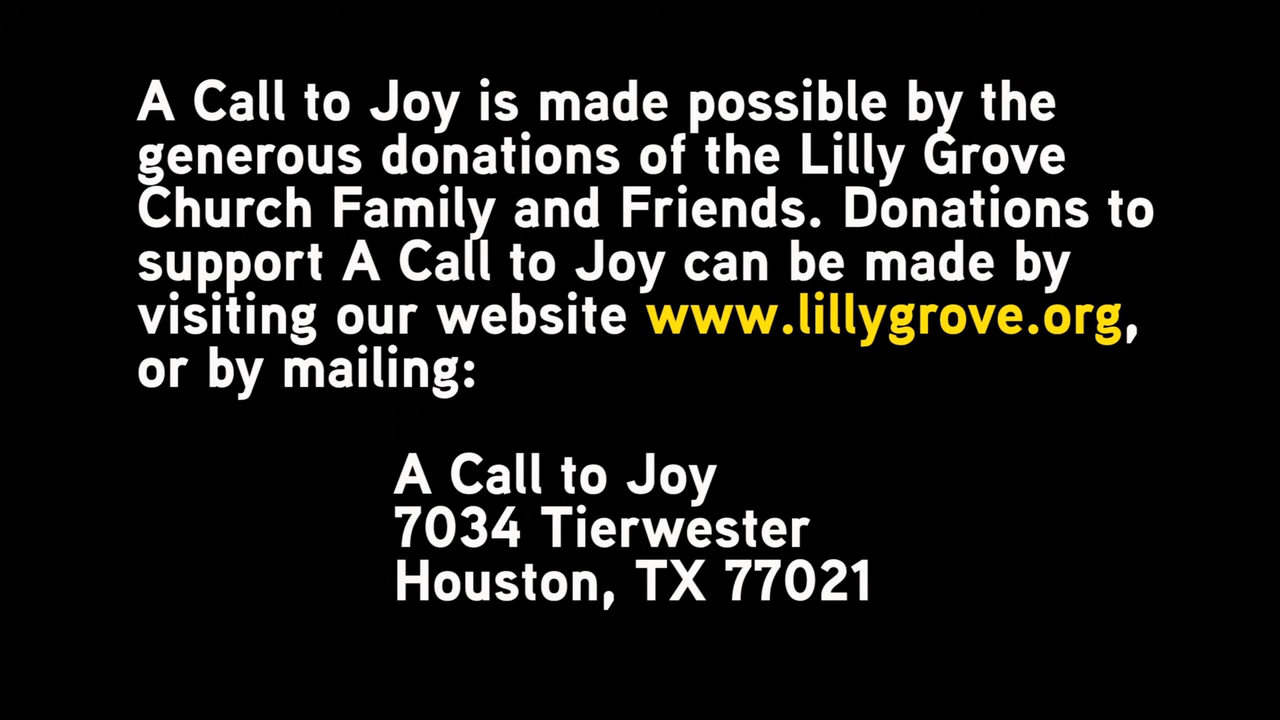 A Call to Joy is made possible by the
generous donations of the Lilly Grove
Church Family and Friends. Donations to
support A Call to Joy can be made by
visiting our website www.lillygrove.org,
or by mailing:
A Call to Joy
7034 Tierwester
Houston, TX 77021